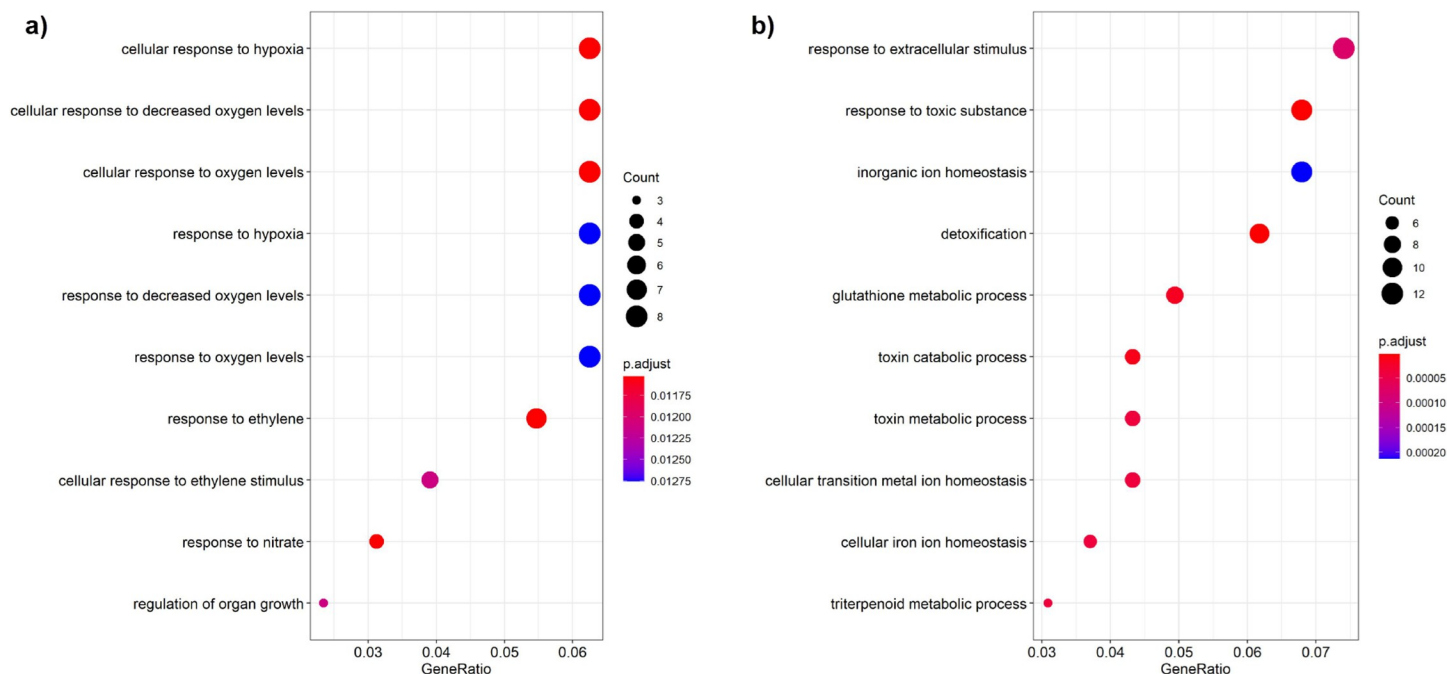 a)
cellular response to hypoxia
cellular response to decreased oxygen levels
cellular response to oxygen levels
response to hypoxia
response to decreased oxygen levels
response to oxygen levels
response to ethylene
cellular response to ethylene stimulus
response to nitrate
regulation of organ growth
0.03 0.04 0.05 0.06
GeneRatio
Count
3
4
5
6
7
8
p.adjust
0.01175
0.01200
0.01225
0.01250
0.01275
b)
response to extracellular stimulus
response to toxic substance
inorganic ion homeostasis
detoxification
glutathione metabolic process
toxin catabolic process
toxin metabolic process
cellular transition metal ion homeostasis
cellular iron ion homeostasis
triterpenoid metabolic process
0.03 0.04 0.05 0.06 0.07
GeneRatio
Count
6
8
10
12
p.adjust
0.00005
0.00010
0.00015
0.00020